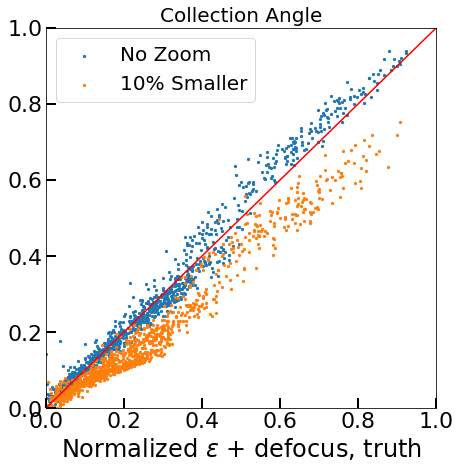 Collection Angle
1.0
No Zoom
10% Smaller
0.8
0.6
0.4
0.2
0.0
0.0 0.2 0.4 0.6 0.8 1.0
Normalized ε + defocus, truth